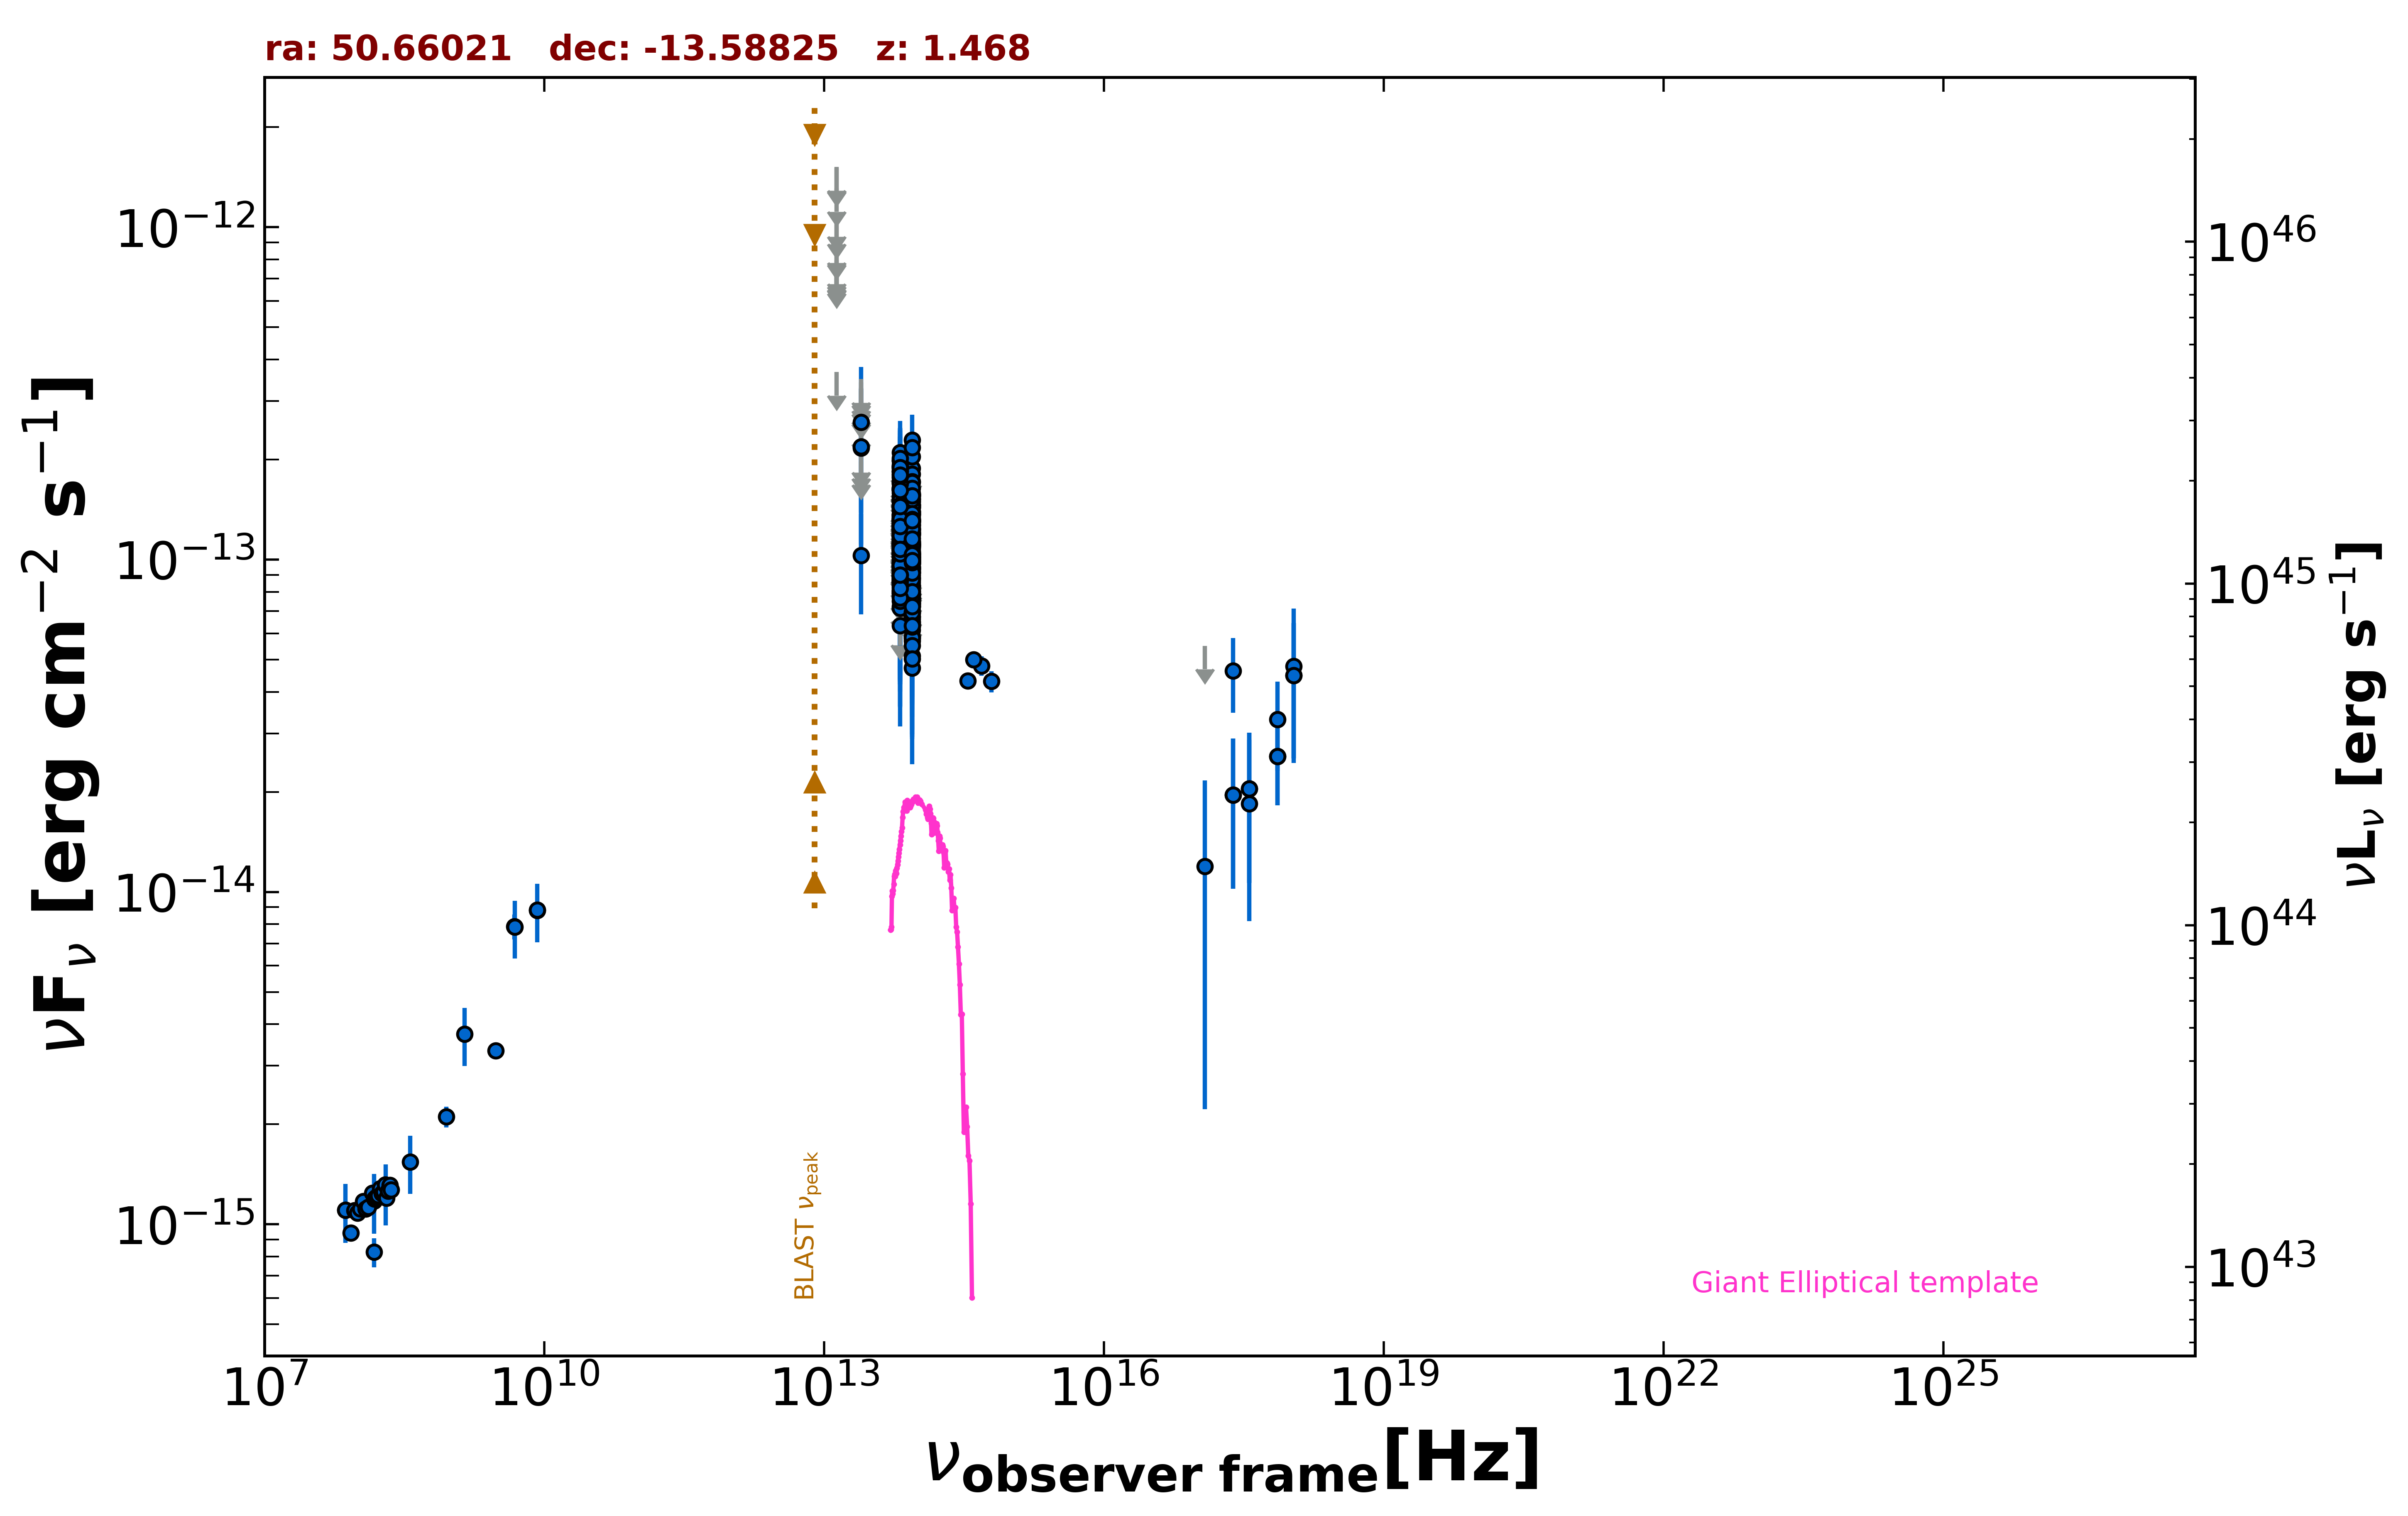 ra: 50.66021   dec: -13.58825   z: 1.468
νFν [erg cm−2 s−1]
10−12
10−13
10−14
10−15
1046
1045
1044
1043
νLν [erg s−1]
BLAST νpeak
Giant Elliptical template
107 1010 1013 1016 1019 1022 1025
νobserver frame[Hz]